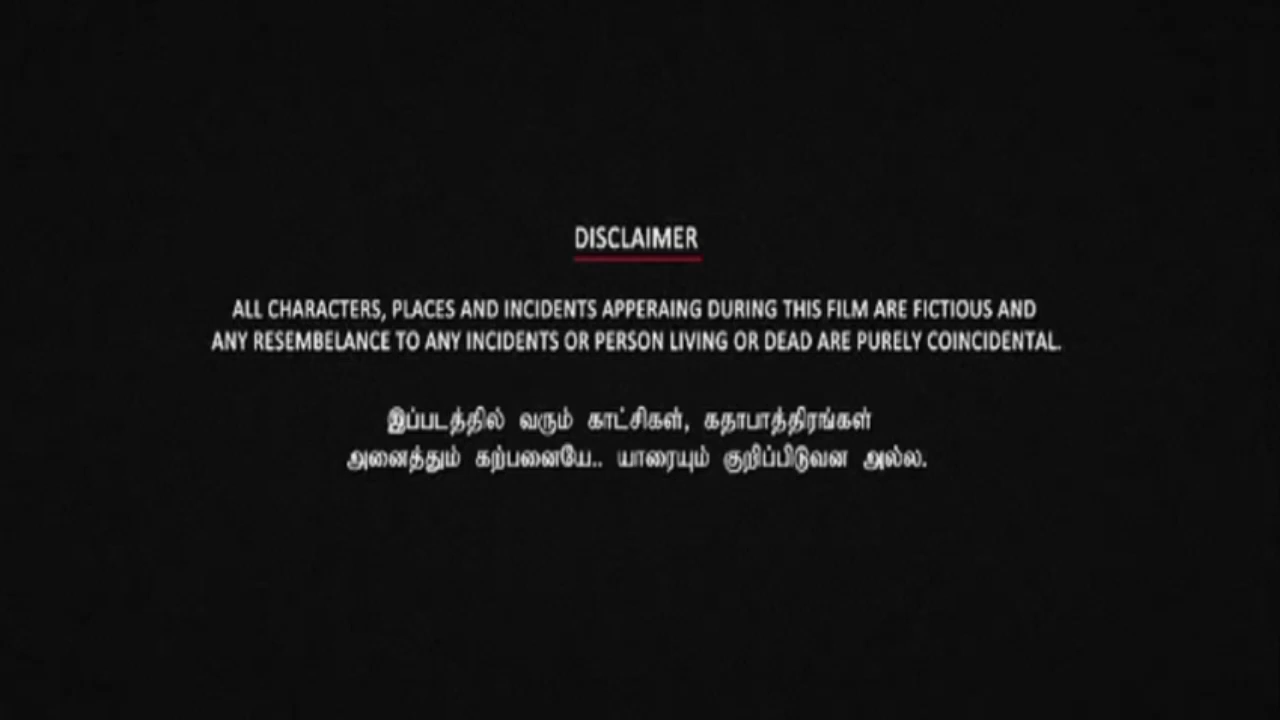 DISCLAIMER
ALL CHARACTERS, PLACES AND INCIDENTS APPERAING DURING THIS FILM ARE FICTIOUS AND
ANY RESEMBELANCE TO ANY INCIDENTS OR PERSON LIVING OR DEAD ARE PURELY COINCIDENTAL.
இப்படத்தில் வரும் காட்சிகள், கதாபாத்திரங்கள்
அனைத்தும் கற்பனையே.. யாரையும் குறிப்பிடுவன அல்ல.